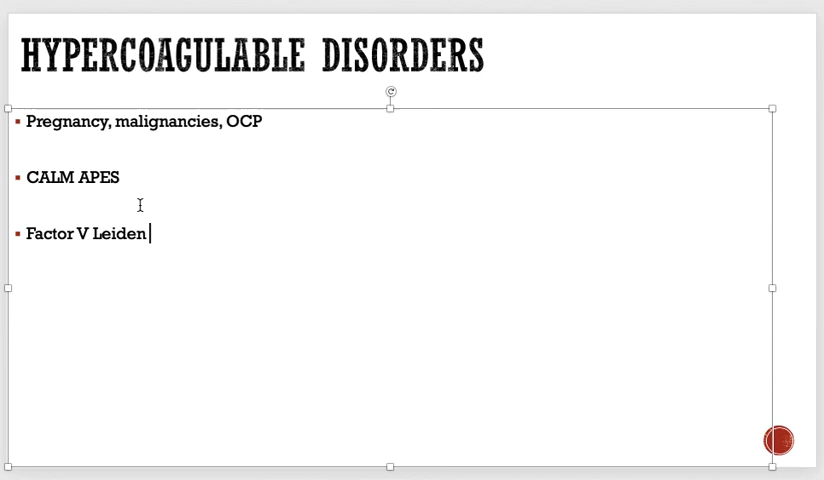 HYPERCOAGULABLE DISORDERS
Pregnancy, malignancies, OCP
CALM APES
Factor V Leiden